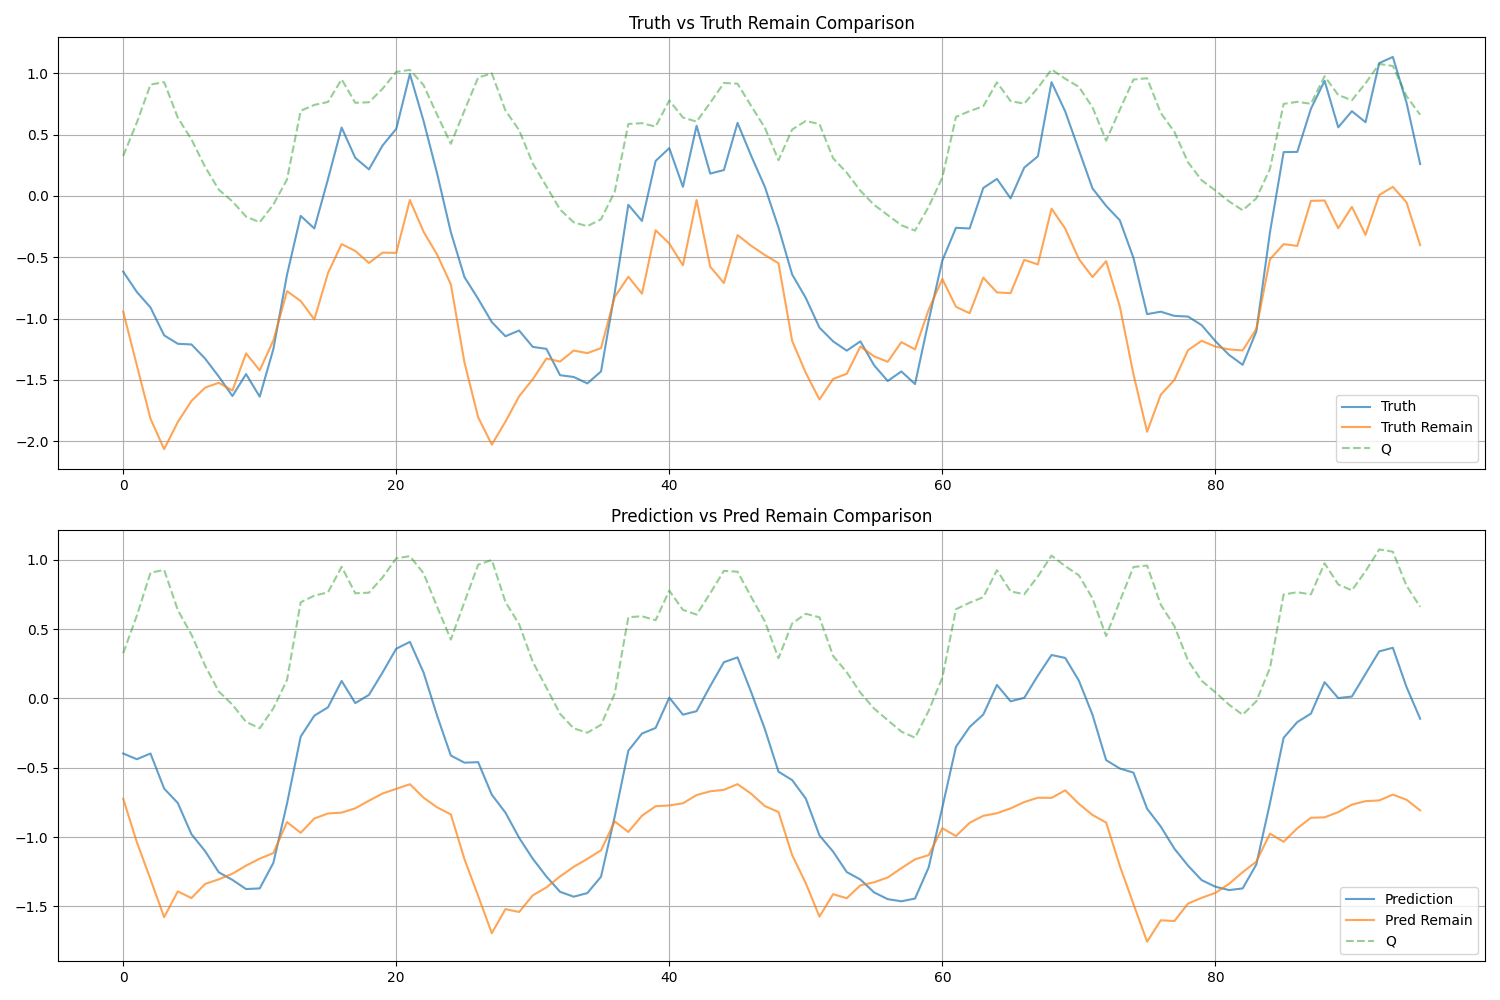 Truth vs Truth Remain Comparison
1.0
0.5
0.0
−0.5
−1.0
−1.5
−2.0
0 20 40 60 80
Truth
Truth Remain
Q
Prediction vs Pred Remain Comparison
1.0
0.5
0.0
−0.5
−1.0
−1.5
0 20 40 60 80
Prediction
Pred Remain
Q